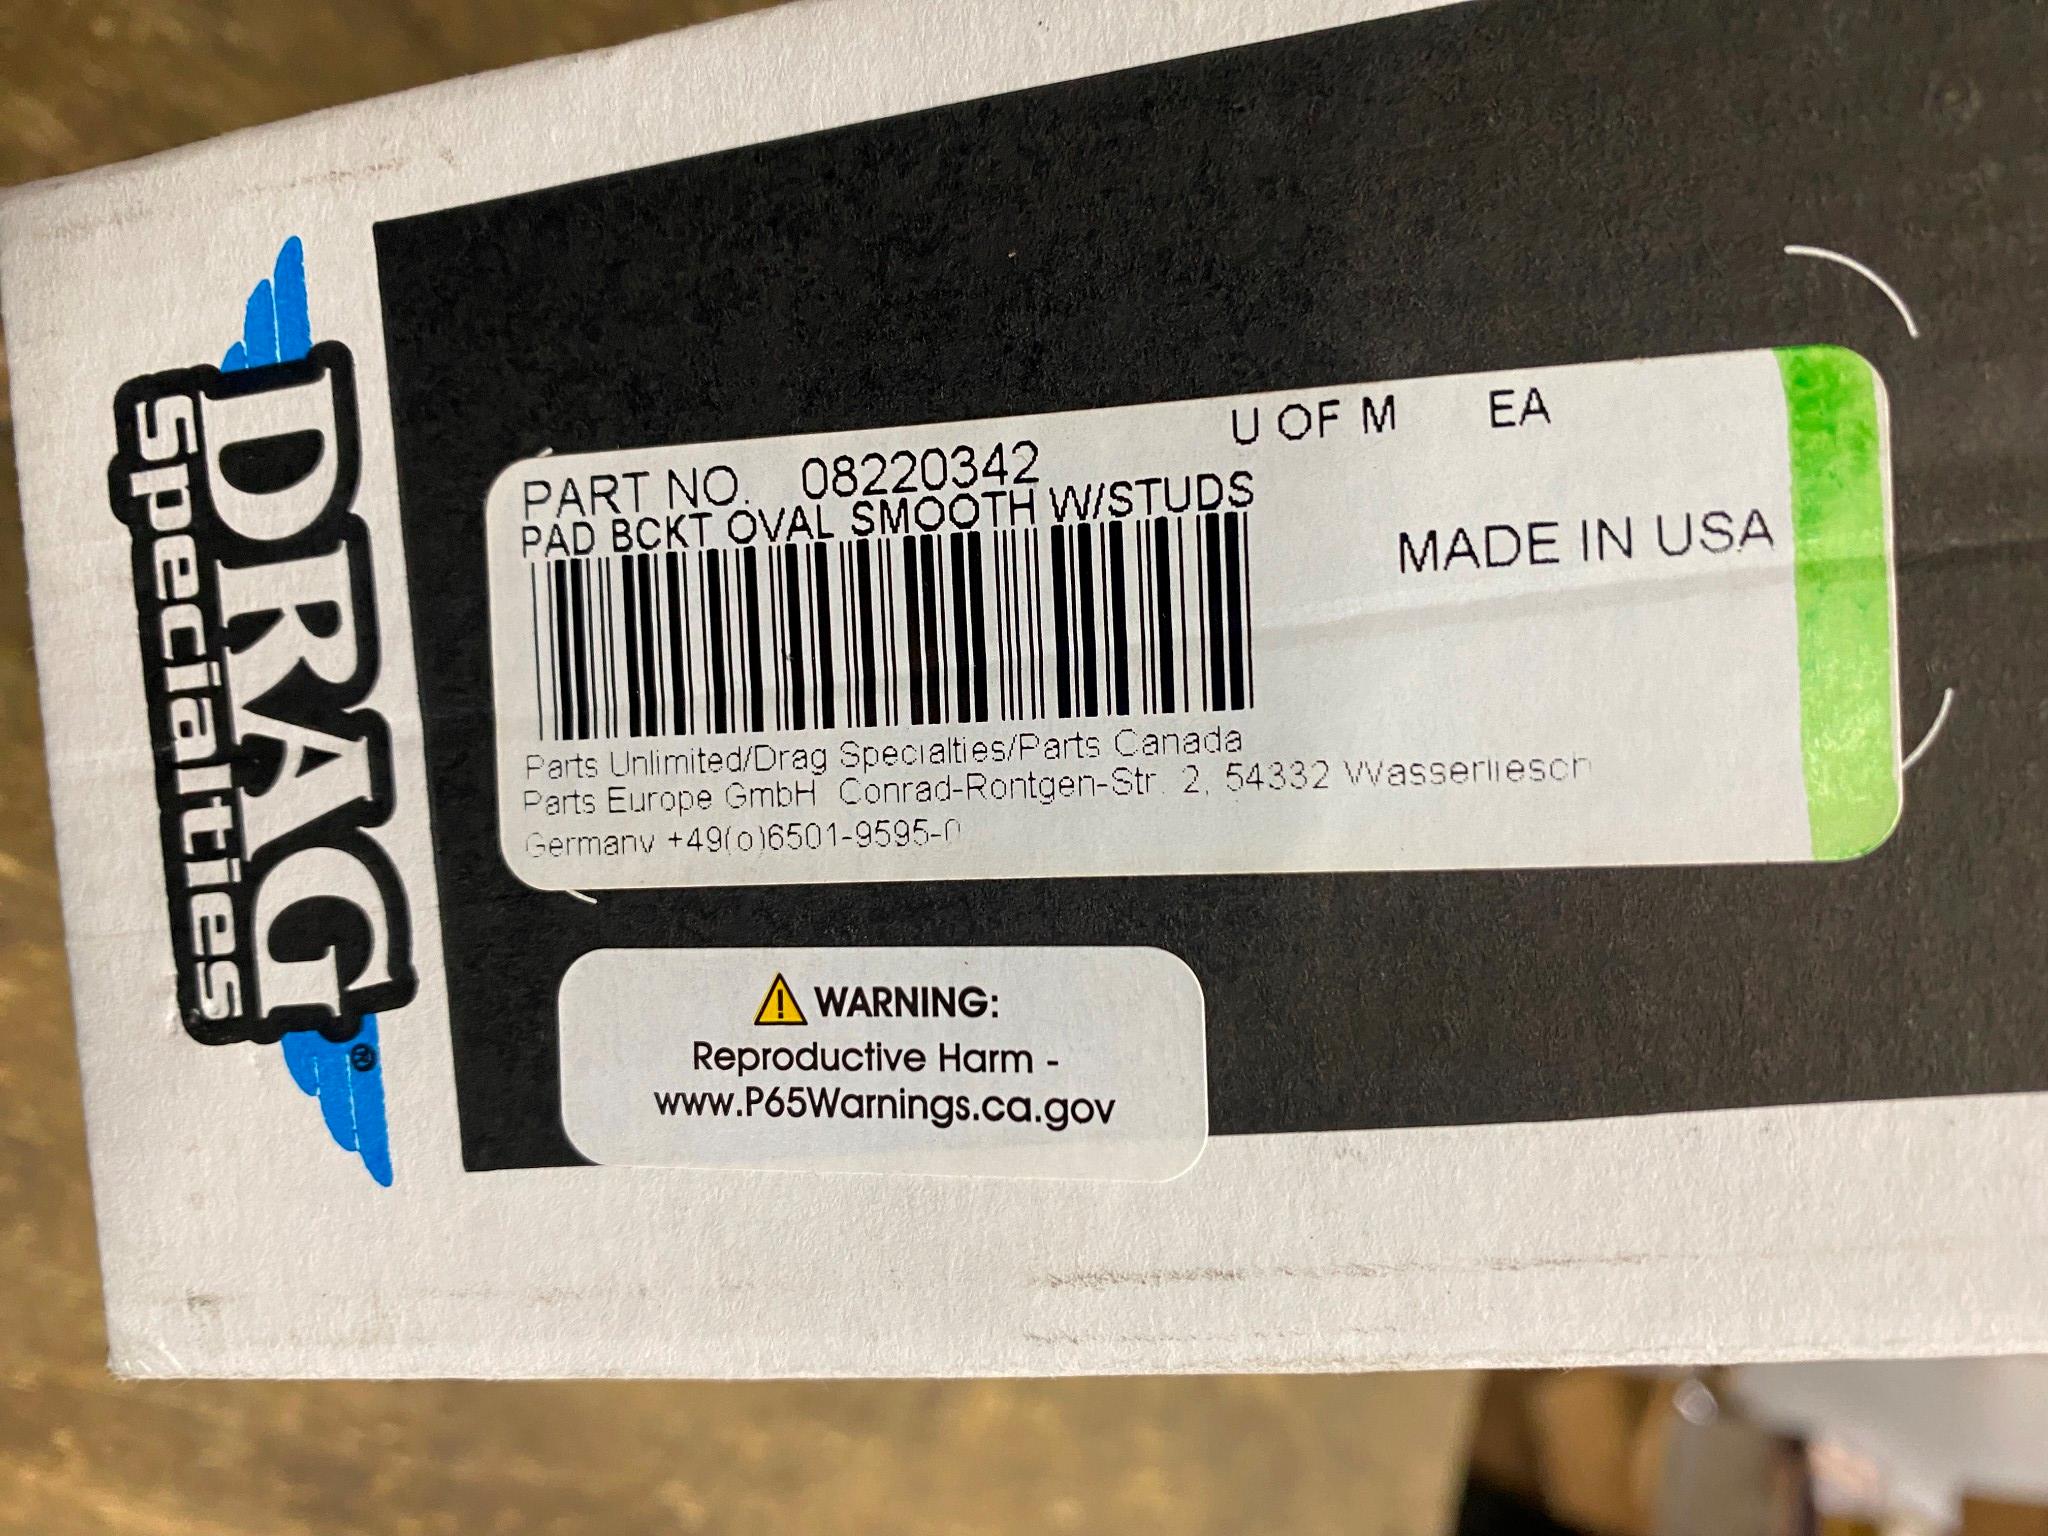 DRAG
Specialties®
U OF M EA
PART NO. 08220342
PAD BCKT OVAL SMOOTH W/STUDS
MADE IN USA
Parts Unlimited/Drag Specialties/Parts Canada
Parts Europe GmbH Conrad-Rontgen-Str. 2, 54332 Wasserliesch
Germany +49(o)6501-9595-0
WARNING:
Reproductive Harm -
www.P65Warnings.ca.gov